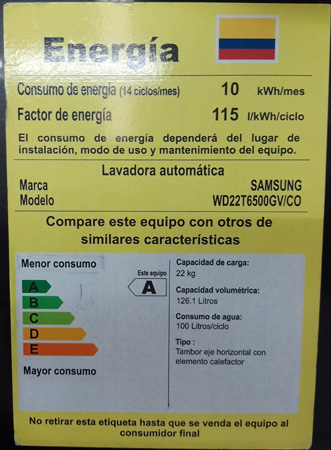 Energía
Consumo de energía (14 ciclos/mes) 10 kWh/mes
Factor de energía 115 l/kWh/ciclo
El consumo de energía dependerá del lugar de
instalación, modo de uso y mantenimiento del equipo.
Lavadora automática
Marca SAMSUNG
Modelo WD22T6500GV/CO
Compare este equipo con otros de
similares características
Menor consumo
Este equipo
A
A
B
C
D
E
Mayor consumo
Capacidad de carga:
22 kg
Capacidad volumétrica:
126.1 Litros
Consumo de agua:
100 Litros/ciclo
Tipo :
Tambor eje horizontal con
elemento calefactor
No retirar esta etiqueta hasta que se venda el equipo al
consumidor final